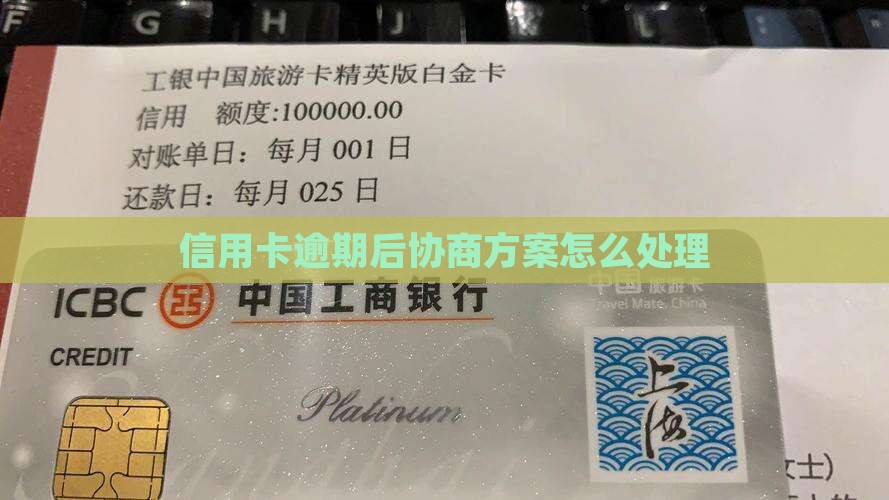 F G H J
工银中国旅游卡精英版白金卡
信用 额度:100000.00
对账单日: 每月 001 日
还款日: 每月 025 日
信用卡逾期后协商方案怎么处理
ICBC 中国工商银行
中国 旅游卡
Travel Mate, China
CREDIT
Platinum
上海
女士)